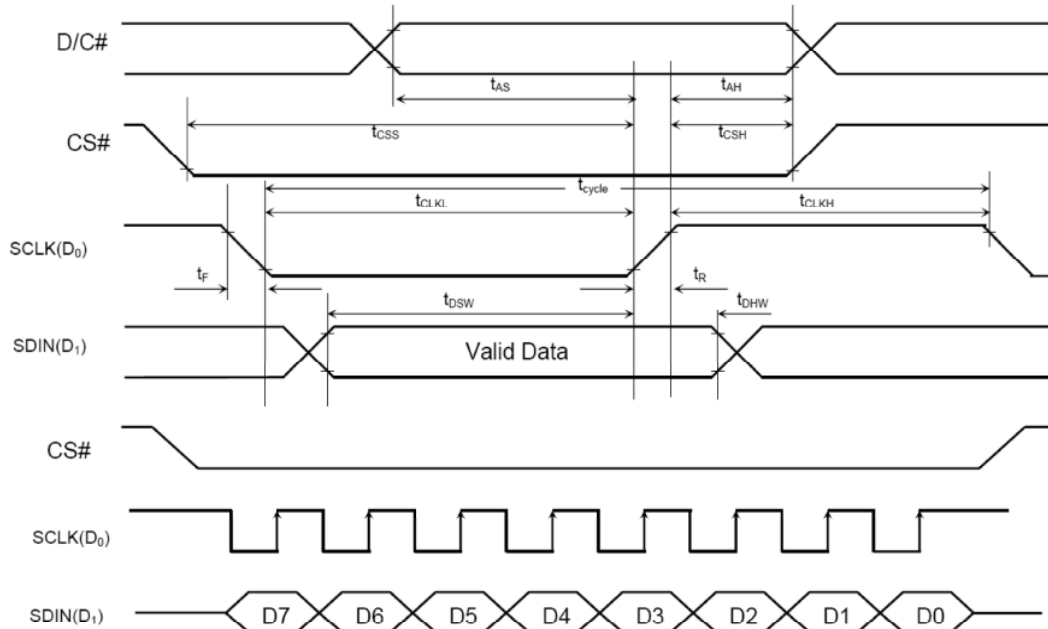 D/C#
tAS
tAH
CS#
tCSS
tCSH
tcycle
tCLKL
tCLKH
SCLK(D0)
tF
tR
tDSW
tDHW
SDIN(D1)
Valid Data
CS#
SCLK(D0)
SDIN(D1)
D7 D6 D5 D4 D3 D2 D1 D0